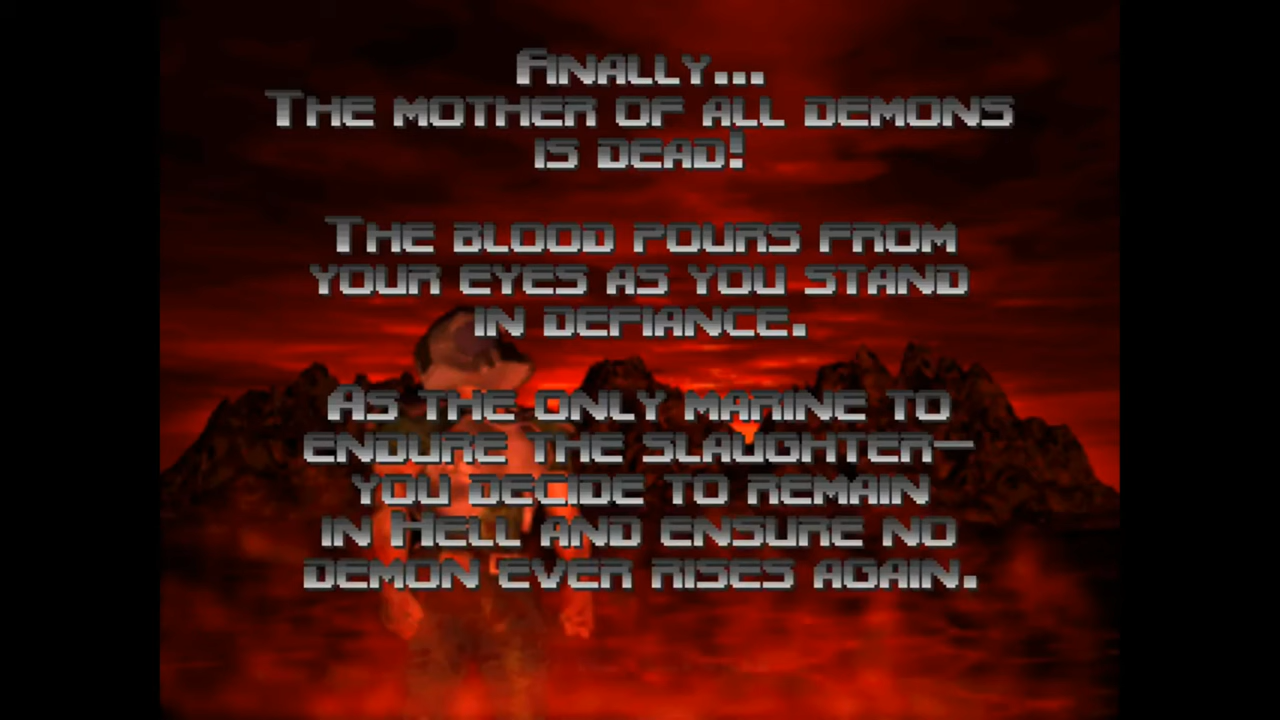 Finally...
The mother of all demons
is dead!
The blood pours from
your eyes as you stand
in defiance.
As the only marine to
endure the slaughter—
you decide to remain
in Hell and ensure no
demon ever rises again.